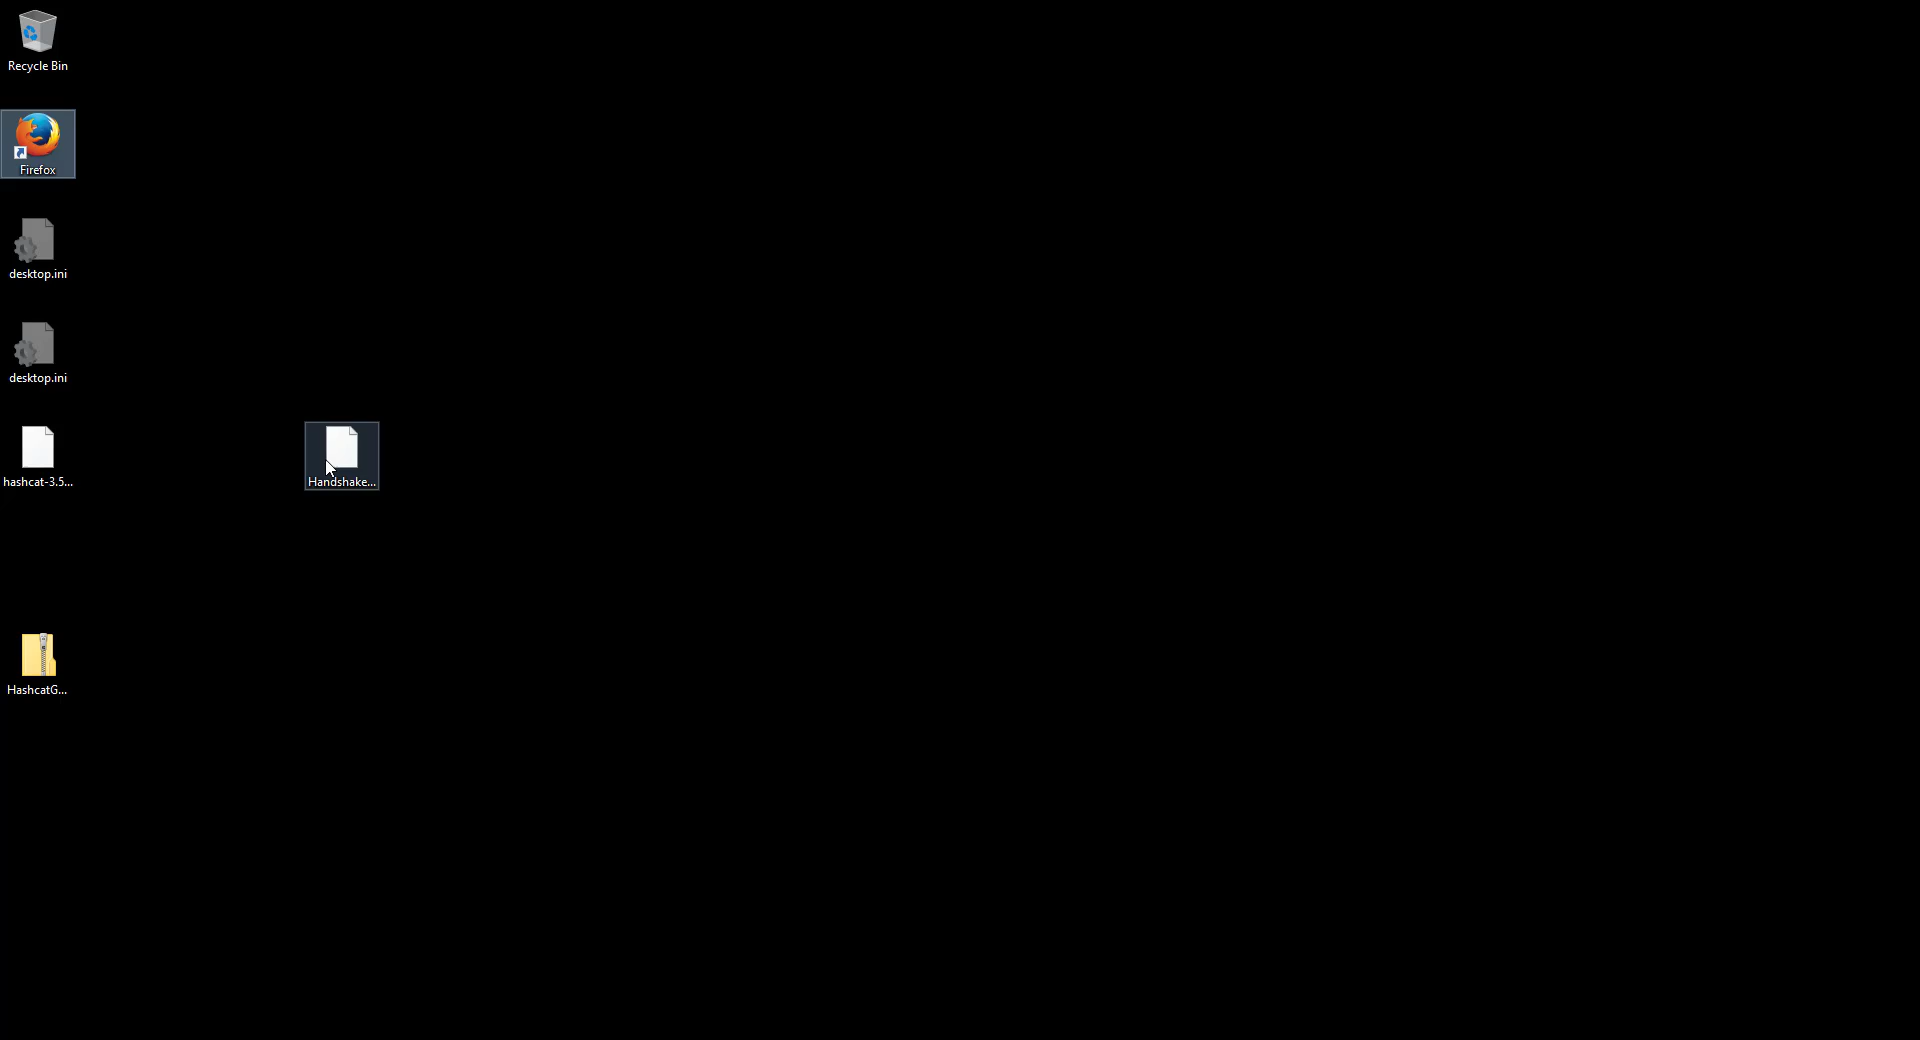 Recycle Bin
Firefox
desktop.ini
desktop.ini
hashcat-3.5...
Handshake...
HashcatG...